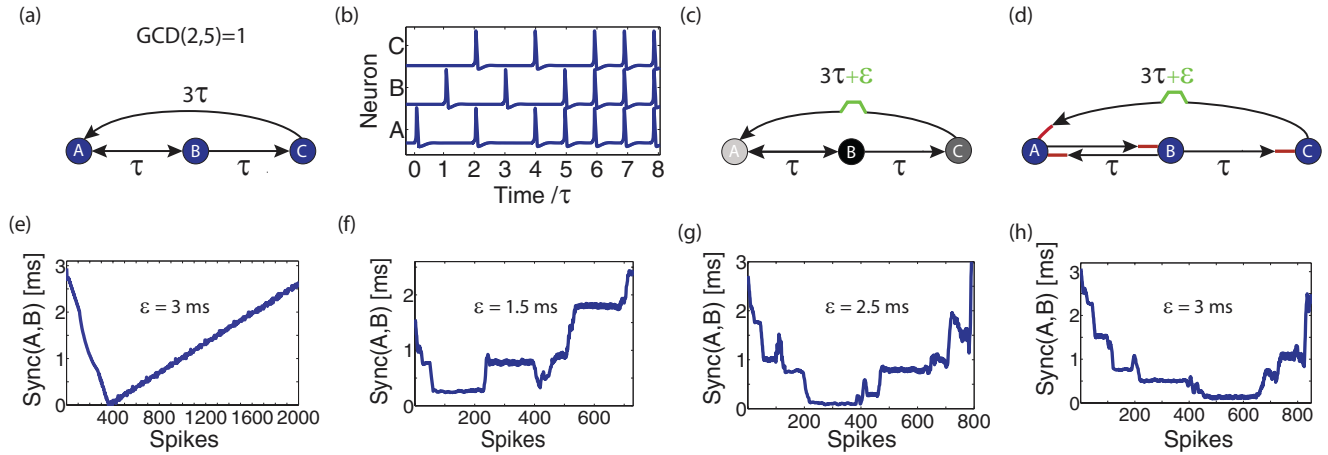 (a)
GCD(2,5)=1
3τ
A
B
C
τ
τ
(b)
Neuron
C
B
A
0 1 2 3 4 5 6 7 8
Time /τ
(c)
3τ+ε
A
B
C
τ
τ
(d)
3τ+ε
A
B
C
τ
τ
(e)
Sync(A,B) [ms]
3
2
1
0
ε = 3 ms
400 800 1200 1600 2000
Spikes
(f)
Sync(A,B) [ms]
2
1
0
ε = 1.5 ms
200 400 600
Spikes
(g)
Sync(A,B) [ms]
3
2
1
0
ε = 2.5 ms
200 400 600 800
Spikes
(h)
Sync(A,B) [ms]
3
2
1
0
ε = 3 ms
200 400 600 800
Spikes